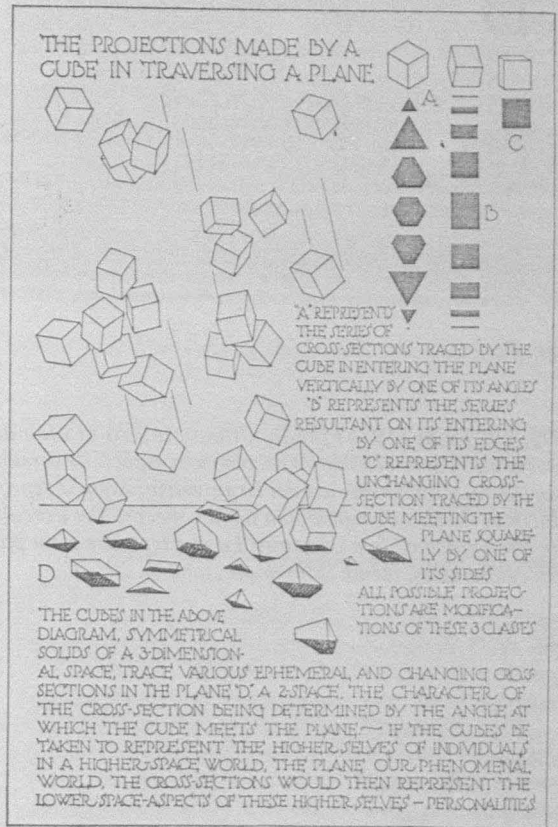 THE PROJECTIONS MADE BY A
CUBE IN TRAVERSING A PLANE
A
B
C
"A" REPRESENTS
THE SERIES OF
CROSS-SECTIONS TRACED BY THE
CUBE IN ENTERING THE PLANE
VERTICALLY BY ONE OF ITS ANGLES
"B" REPRESENTS THE SERIES
RESULTANT ON ITS ENTERING
BY ONE OF ITS EDGES
"C" REPRESENTS THE
UNCHANGING CROSS-
SECTION TRACED BY THE
CUBE MEETING THE
PLANE SQUARE-
LY BY ONE OF
ITS SIDES
ALL POSSIBLE PROJEC-
TIONS ARE MODIFICA-
TIONS OF THESE 3 CLASSES
D
THE CUBES IN THE ABOVE
DIAGRAM, SYMMETRICAL
SOLIDS OF A 3-DIMENSION-
AL SPACE, TRACE VARIOUS EPHEMERAL AND CHANGING CROSS-
SECTIONS IN THE PLANE "D", A 2-SPACE, THE CHARACTER OF
THE CROSS-SECTION BEING DETERMINED BY THE ANGLE AT
WHICH THE CUBE MEETS THE PLANE — IF THE CUBES BE
TAKEN TO REPRESENT THE HIGHER SELVES OF INDIVIDUALS
IN A HIGHER-SPACE WORLD, THE PLANE OUR PHENOMENAL
WORLD, THE CROSS-SECTIONS WOULD THEN REPRESENT THE
LOWER SPACE-ASPECTS OF THESE HIGHER SELVES — PERSONALITIES